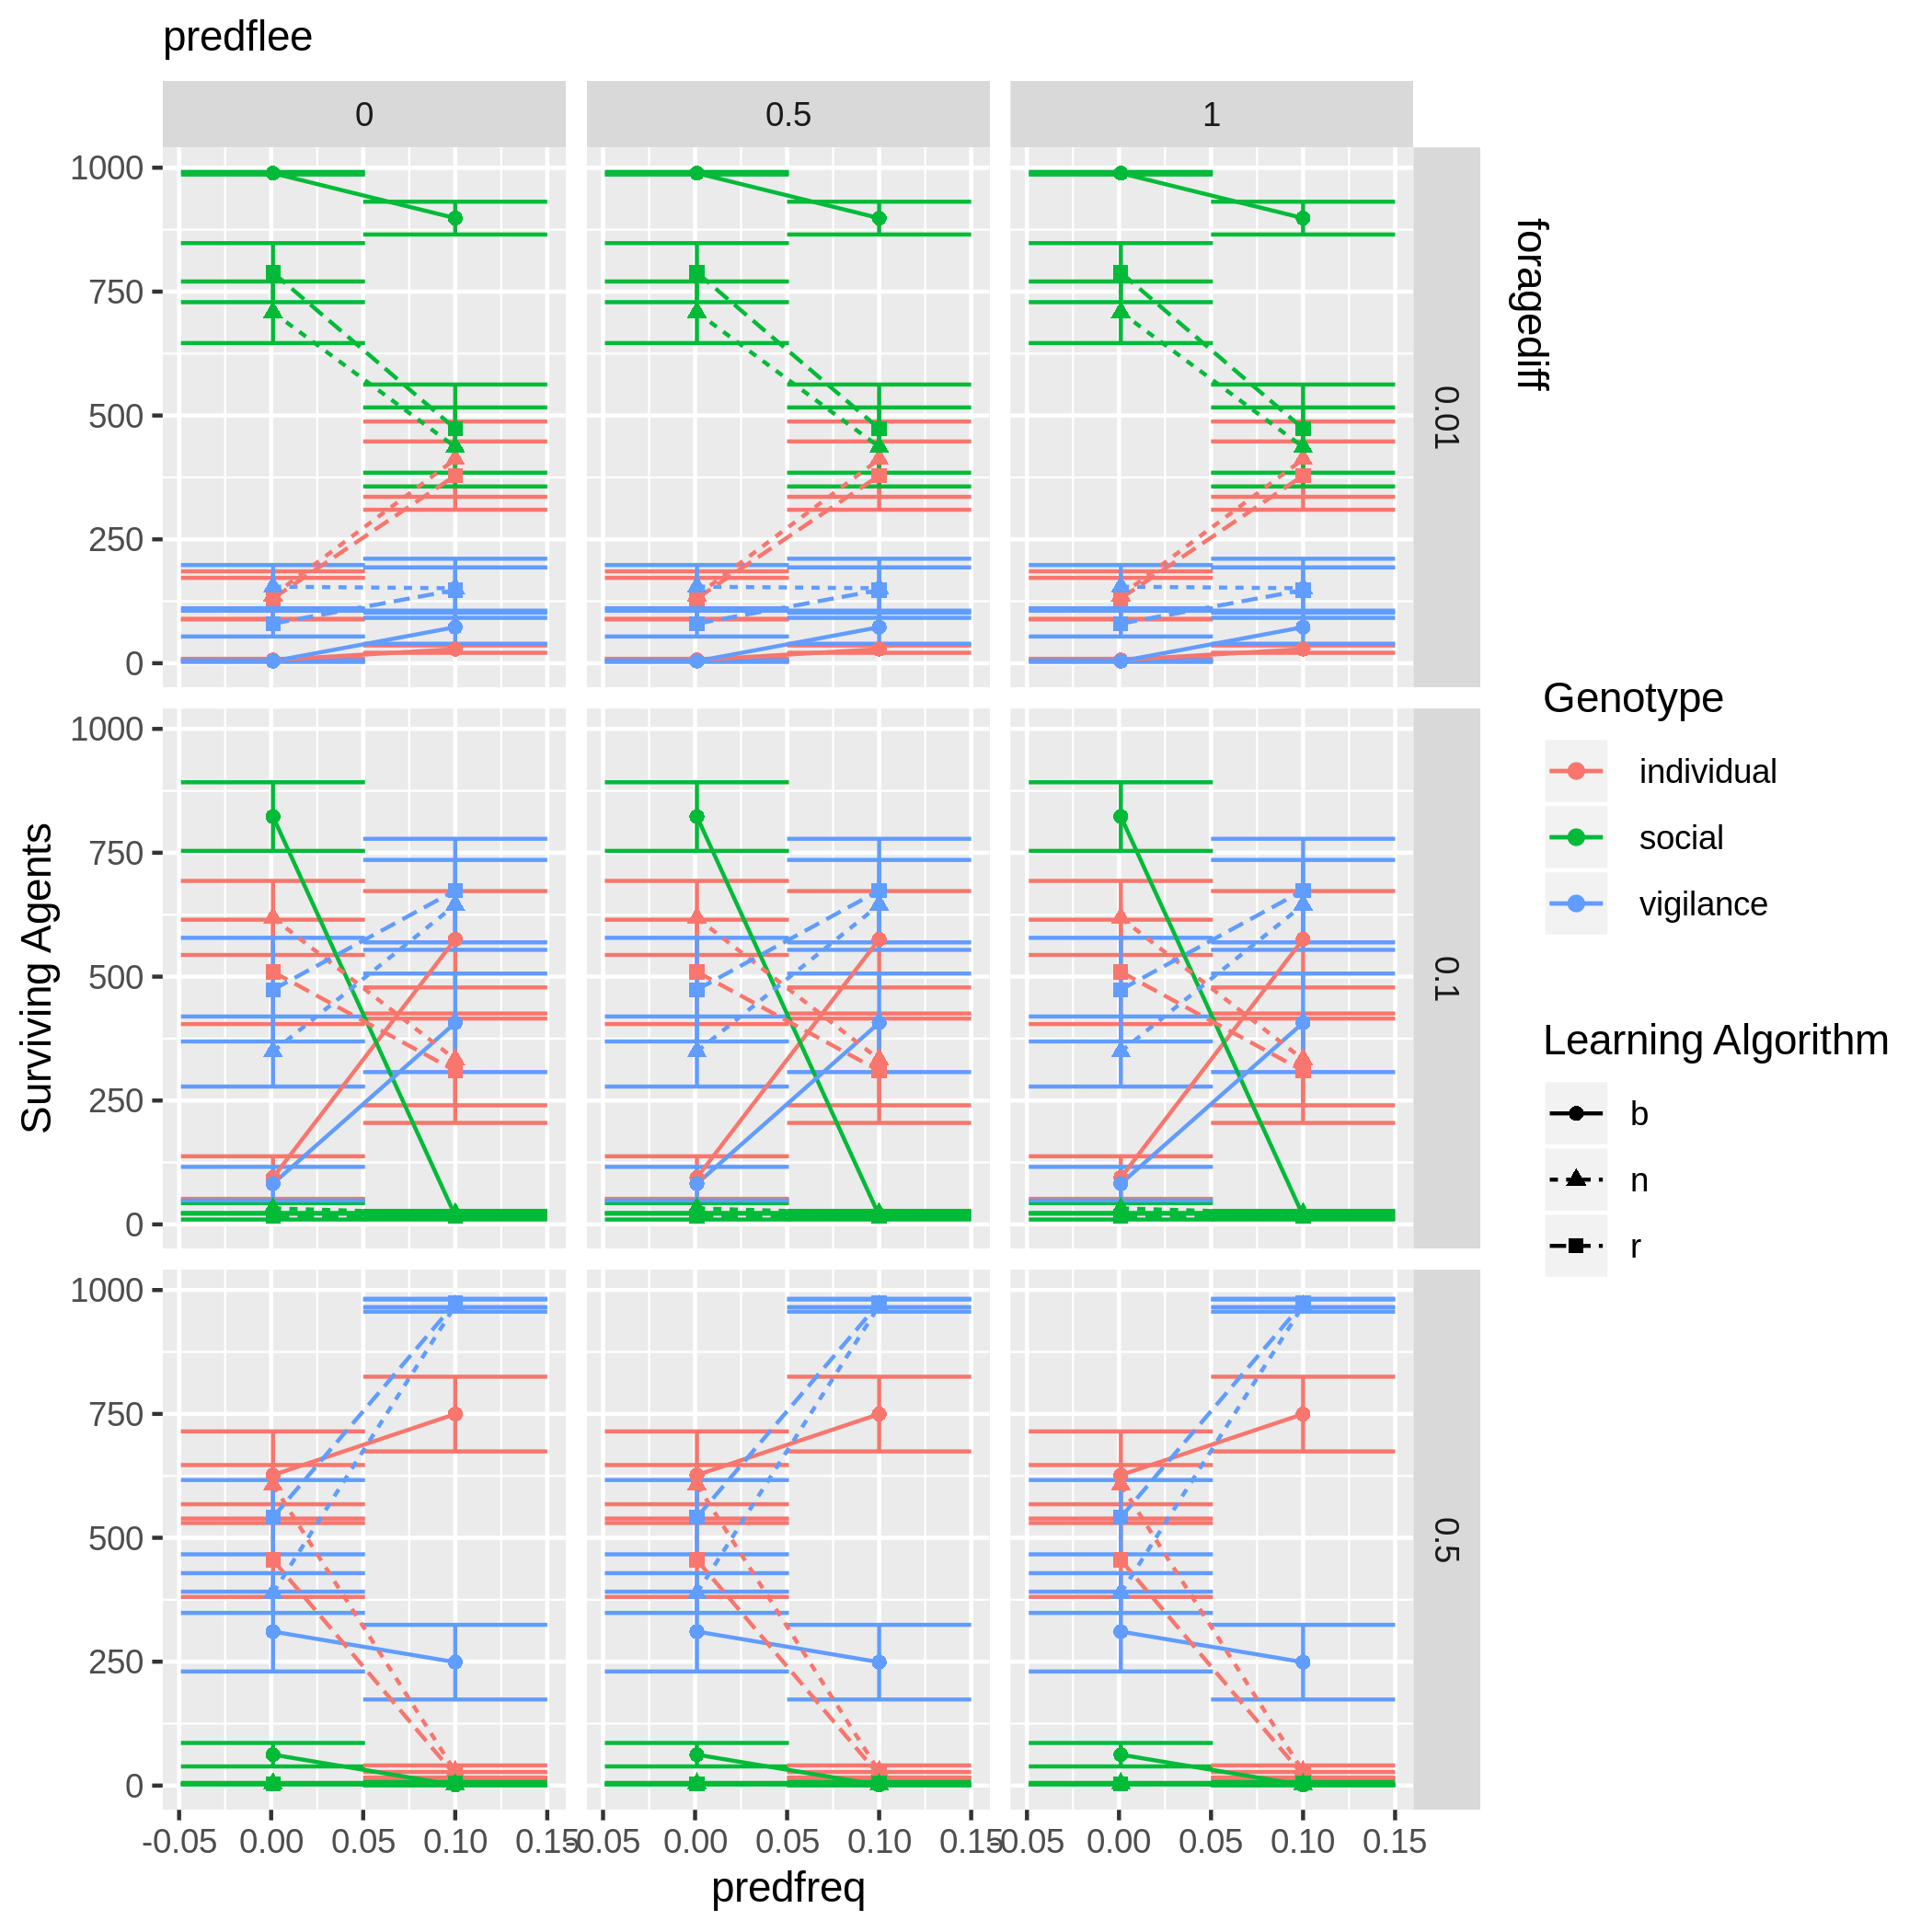 predflee
0 0.5 1
1000
750
500
250
0
0.01
foragediff
1000
750
500
250
0
0.1
1000
750
500
250
0
0.5
Surviving Agents
-0.05 0.00 0.05 0.10 0.15 -0.05 0.00 0.05 0.10 0.15 -0.05 0.00 0.05 0.10 0.15
predfreq
Genotype
individual
social
vigilance
Learning Algorithm
b
n
r